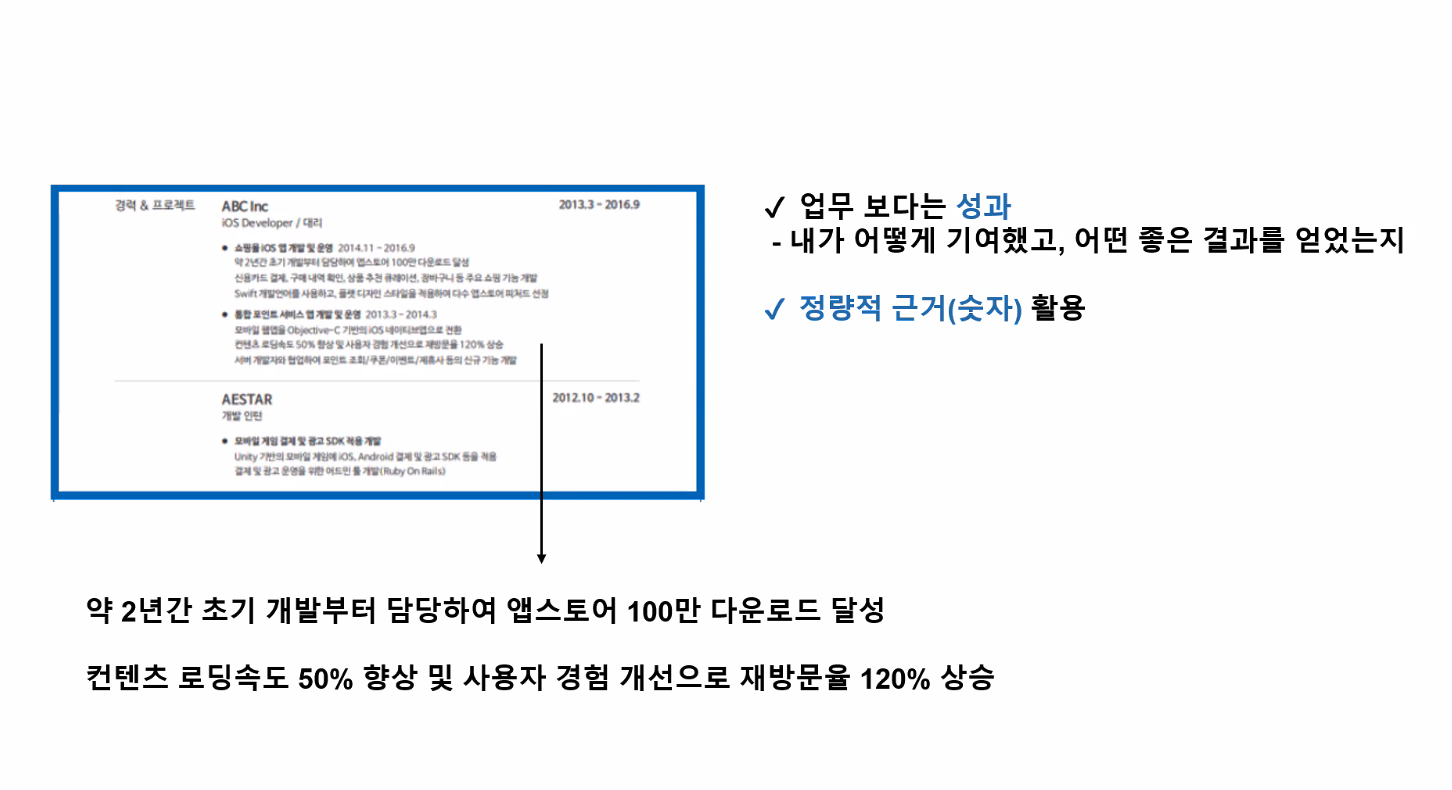 경력 & 프로젝트
ABC Inc
2013.3 - 2016.9
iOS Developer / 대리
● 쇼핑몰 iOS 앱 개발 및 운영 2014.11 - 2016.9
약 2년간 초기 개발부터 담당하여 앱스토어 100만 다운로드 달성
신용카드 결제, 구매 내역 확인, 상품 추천 큐레이션, 장바구니 등 주요 쇼핑 기능 개발
Swift 개발언어를 사용하고, 플랫 디자인 스타일을 적용하여 다수 앱스토어 피처드 선정
● 통합 포인트 서비스 앱 개발 및 운영 2013.3 - 2014.3
모바일 웹앱을 Objective-C 기반의 iOS 네이티브앱으로 전환
컨텐츠 로딩속도 50% 향상 및 사용자 경험 개선으로 재방문율 120% 상승
서버 개발자와 협업하여 포인트 조회/쿠폰/이벤트/제휴사 등의 신규 기능 개발
AESTAR
2012.10 - 2013.2
개발 인턴
● 모바일 게임 결제 및 광고 SDK 적용 개발
Unity 기반의 모바일 게임에 iOS, Android 결제 및 광고 SDK 등을 적용
결제 및 광고 운영을 위한 어드민 툴 개발(Ruby On Rails)
✓ 업무 보다는 성과
- 내가 어떻게 기여했고, 어떤 좋은 결과를 얻었는지
✓ 정량적 근거(숫자) 활용
약 2년간 초기 개발부터 담당하여 앱스토어 100만 다운로드 달성
컨텐츠 로딩속도 50% 향상 및 사용자 경험 개선으로 재방문율 120% 상승